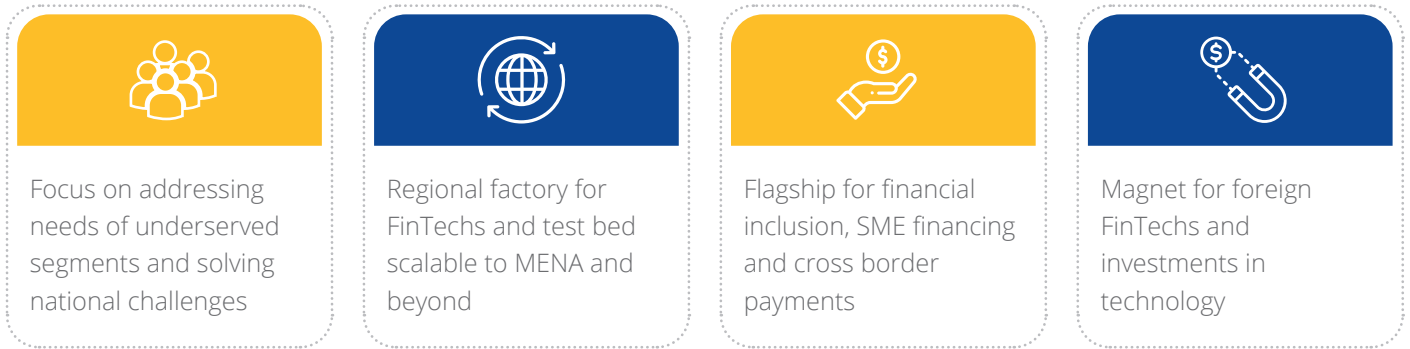 $
$
Focus on addressing
needs of underserved
segments and solving
national challenges
Regional factory for
FinTechs and test bed
scalable to MENA and
beyond
Flagship for financial
inclusion, SME financing
and cross border
payments
Magnet for foreign
FinTechs and
investments in
technology